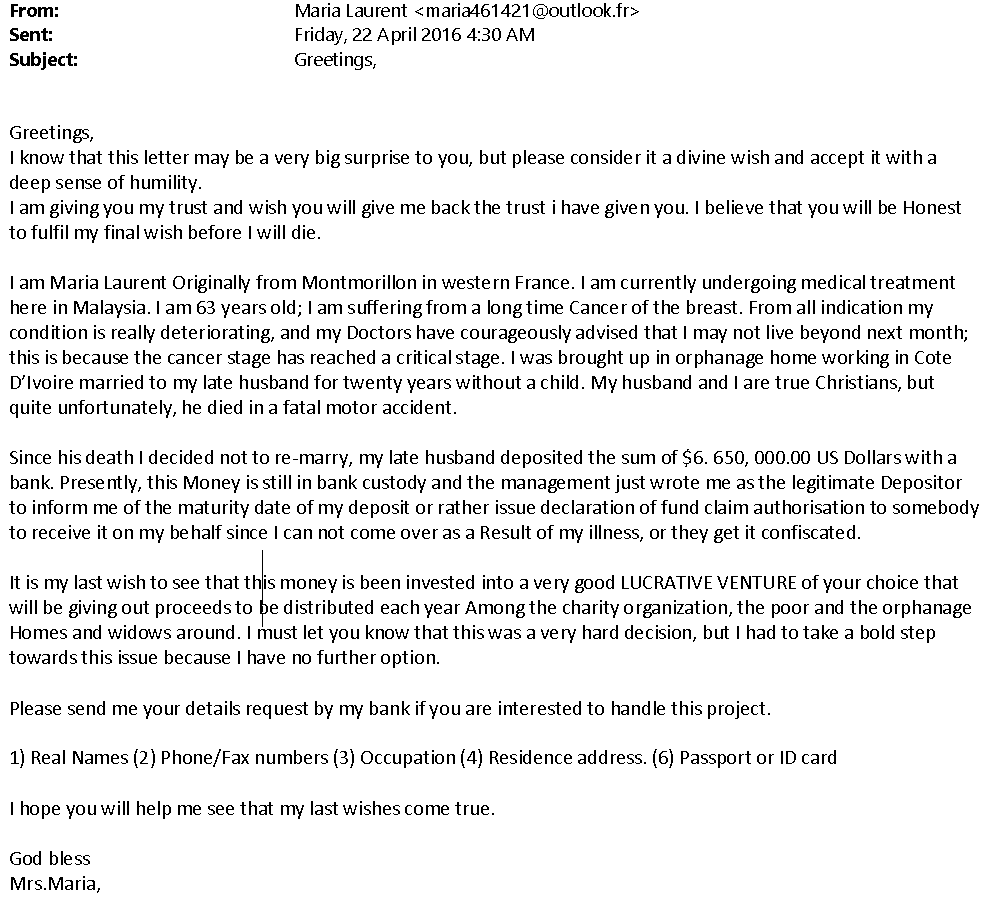 From: Maria Laurent <maria461421@outlook.fr>
Sent: Friday, 22 April 2016 4:30 AM
Subject: Greetings,
Greetings,
I know that this letter may be a very big surprise to you, but please consider it a divine wish and accept it with a
deep sense of humility.
I am giving you my trust and wish you will give me back the trust i have given you. I believe that you will be Honest
to fulfil my final wish before I will die.
I am Maria Laurent Originally from Montmorillon in western France. I am currently undergoing medical treatment
here in Malaysia. I am 63 years old; I am suffering from a long time Cancer of the breast. From all indication my
condition is really deteriorating, and my Doctors have courageously advised that I may not live beyond next month;
this is because the cancer stage has reached a critical stage. I was brought up in orphanage home working in Cote
D'Ivoire married to my late husband for twenty years without a child. My husband and I are true Christians, but
quite unfortunately, he died in a fatal motor accident.
Since his death I decided not to re-marry, my late husband deposited the sum of $6. 650, 000.00 US Dollars with a
bank. Presently, this Money is still in bank custody and the management just wrote me as the legitimate Depositor
to inform me of the maturity date of my deposit or rather issue declaration of fund claim authorisation to somebody
to receive it on my behalf since I can not come over as a Result of my illness, or they get it confiscated.
It is my last wish to see that this money is been invested into a very good LUCRATIVE VENTURE of your choice that
will be giving out proceeds to be distributed each year Among the charity organization, the poor and the orphanage
Homes and widows around. I must let you know that this was a very hard decision, but I had to take a bold step
towards this issue because I have no further option.
Please send me your details request by my bank if you are interested to handle this project.
1) Real Names (2) Phone/Fax numbers (3) Occupation (4) Residence address. (6) Passport or ID card
I hope you will help me see that my last wishes come true.
God bless
Mrs.Maria,